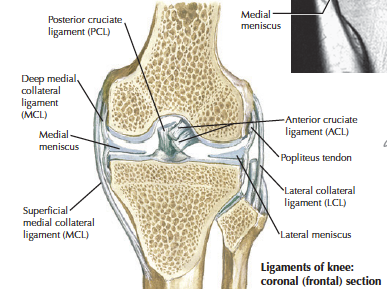 Posterior cruciate
ligament (PCL)
Medial
meniscus
Deep medial
collateral
ligament
(MCL)
Medial
meniscus
Superficial
medial collateral
ligament (MCL)
Anterior cruciate
ligament (ACL)
Popliteus tendon
Lateral collateral
ligament (LCL)
Lateral meniscus
Ligaments of knee:
coronal (frontal) section